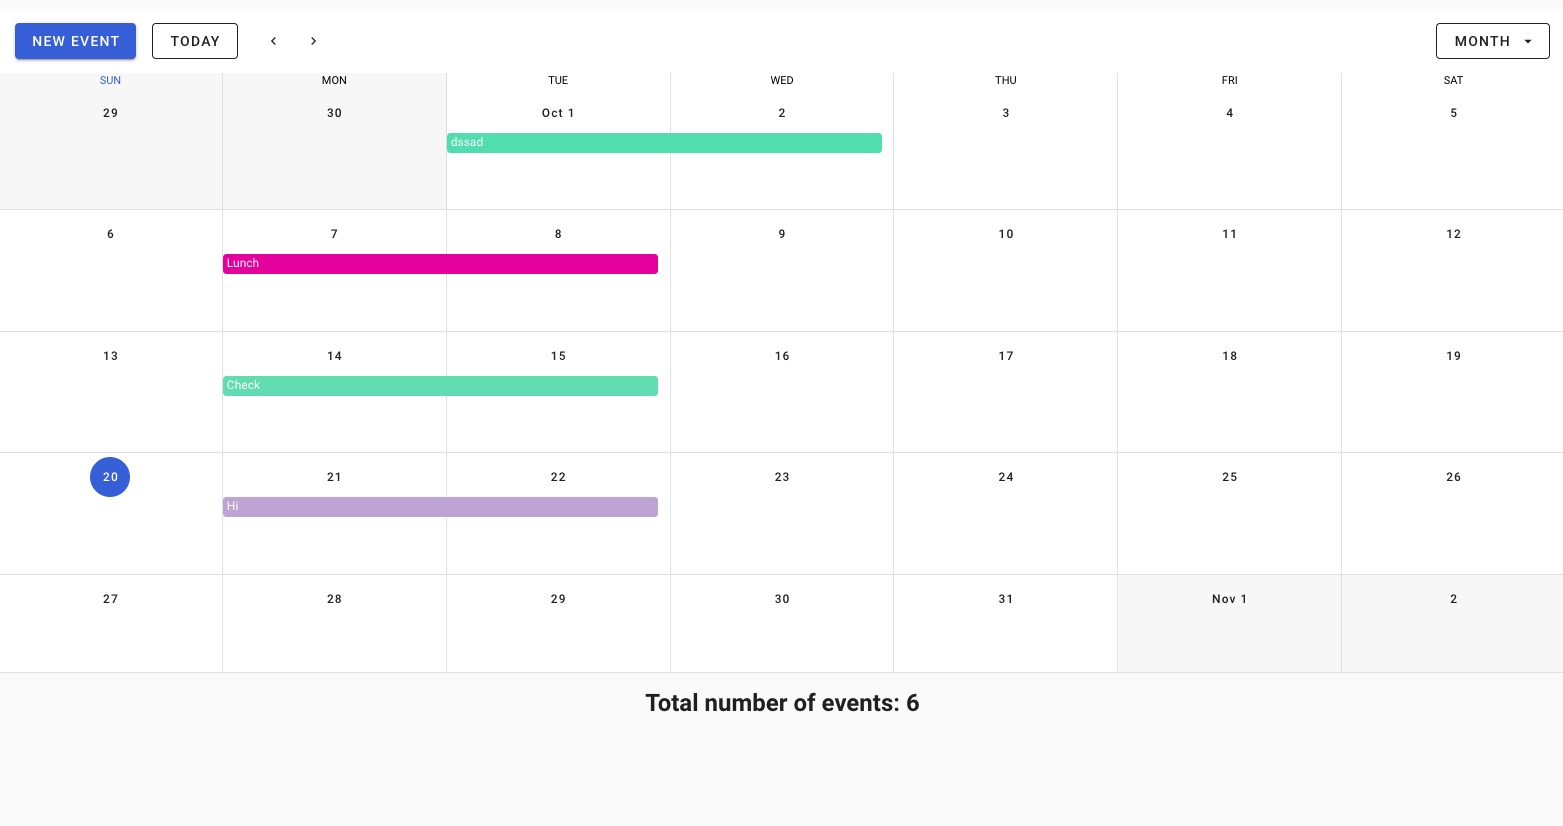 NEW EVENT TODAY MONTH
SUN MON TUE WED THU FRI SAT
29 30 Oct 1 2 3 4 5
dssad
6 7 8 9 10 11 12
Lunch
13 14 15 16 17 18 19
Check
20 21 22 23 24 25 26
Hi
27 28 29 30 31 Nov 1 2
Total number of events: 6